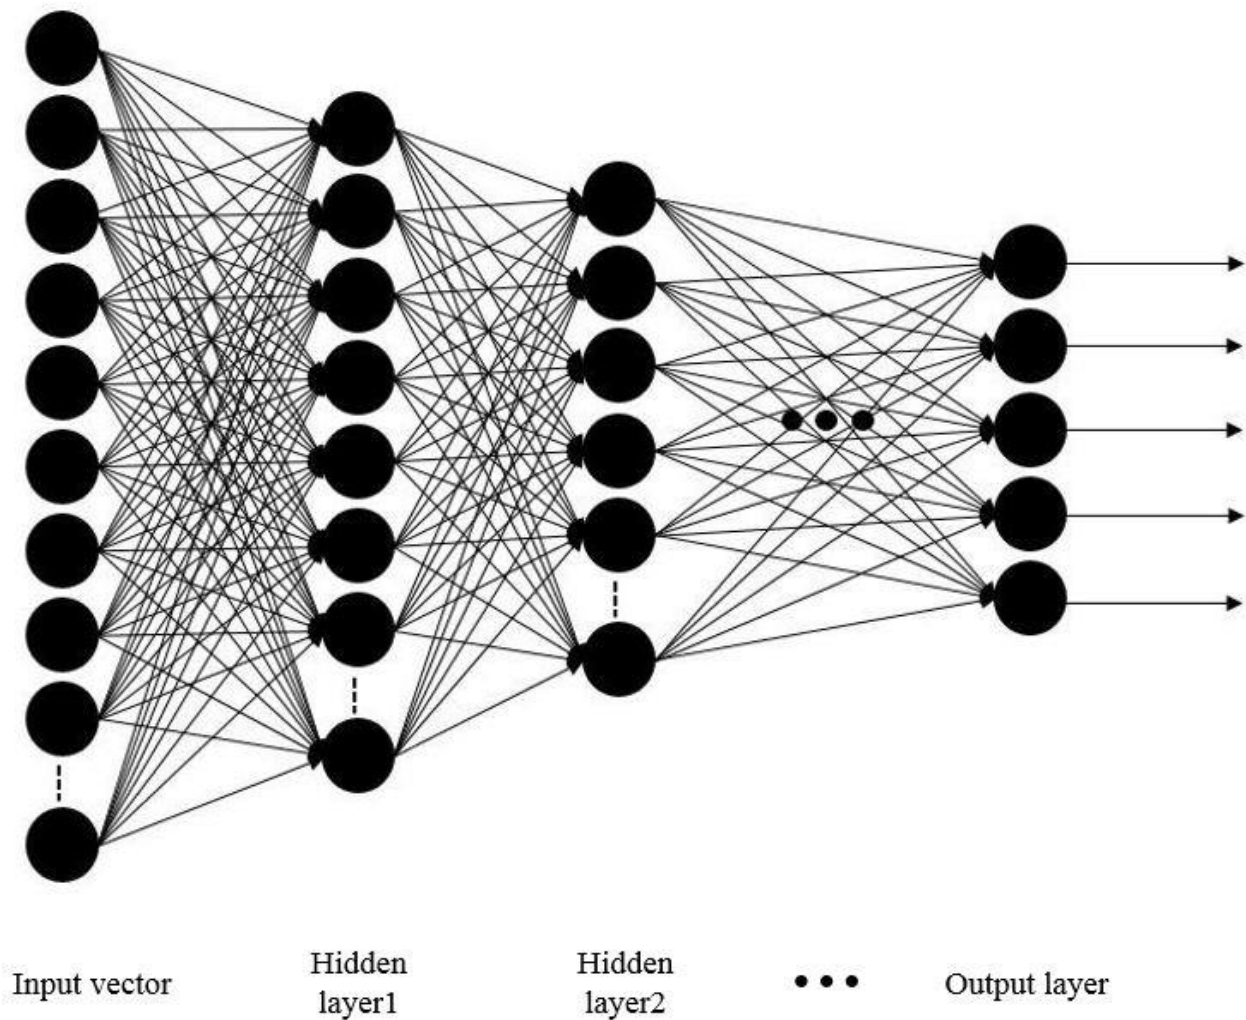 Input vector
Hidden
layer1
Hidden
layer2
•••
Output layer